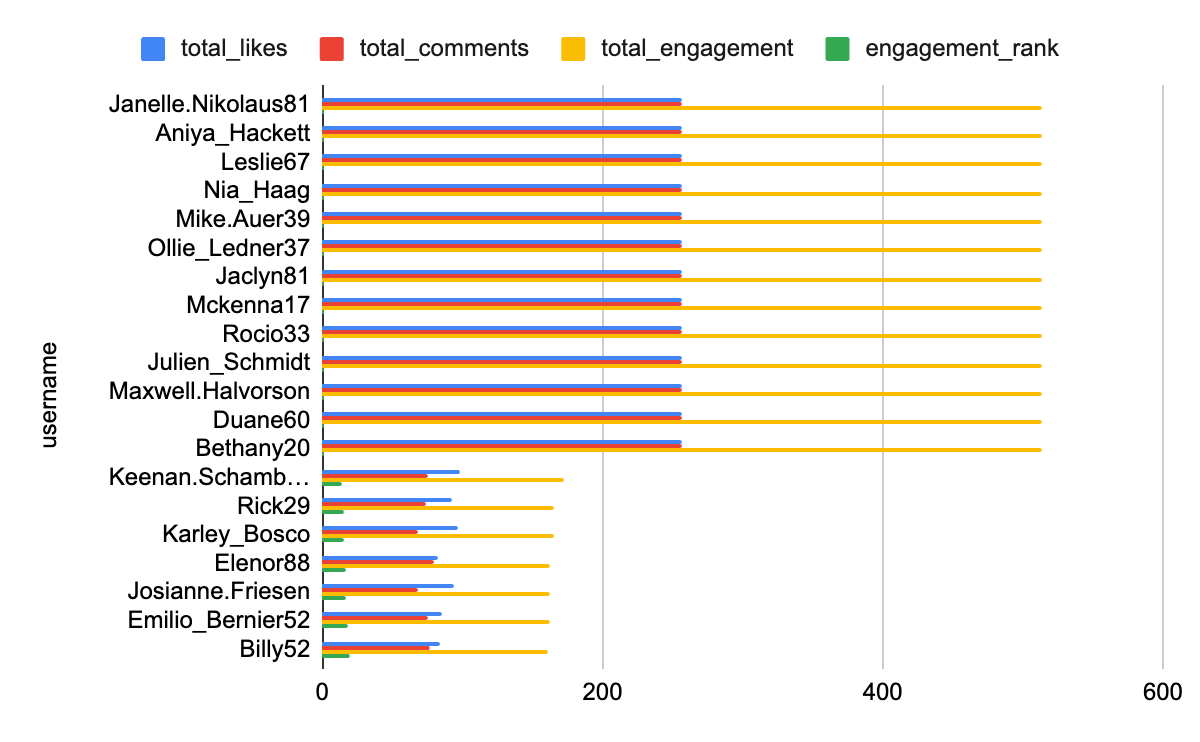 total_likes total_comments total_engagement engagement_rank
username
Janelle.Nikolaus81
Aniya_Hackett
Leslie67
Nia_Haag
Mike.Auer39
Ollie_Ledner37
Jaclyn81
Mckenna17
Rocio33
Julien_Schmidt
Maxwell.Halvorson
Duane60
Bethany20
Keenan.Schamb…
Rick29
Karley_Bosco
Elenor88
Josianne.Friesen
Emilio_Bernier52
Billy52
0 200 400 600